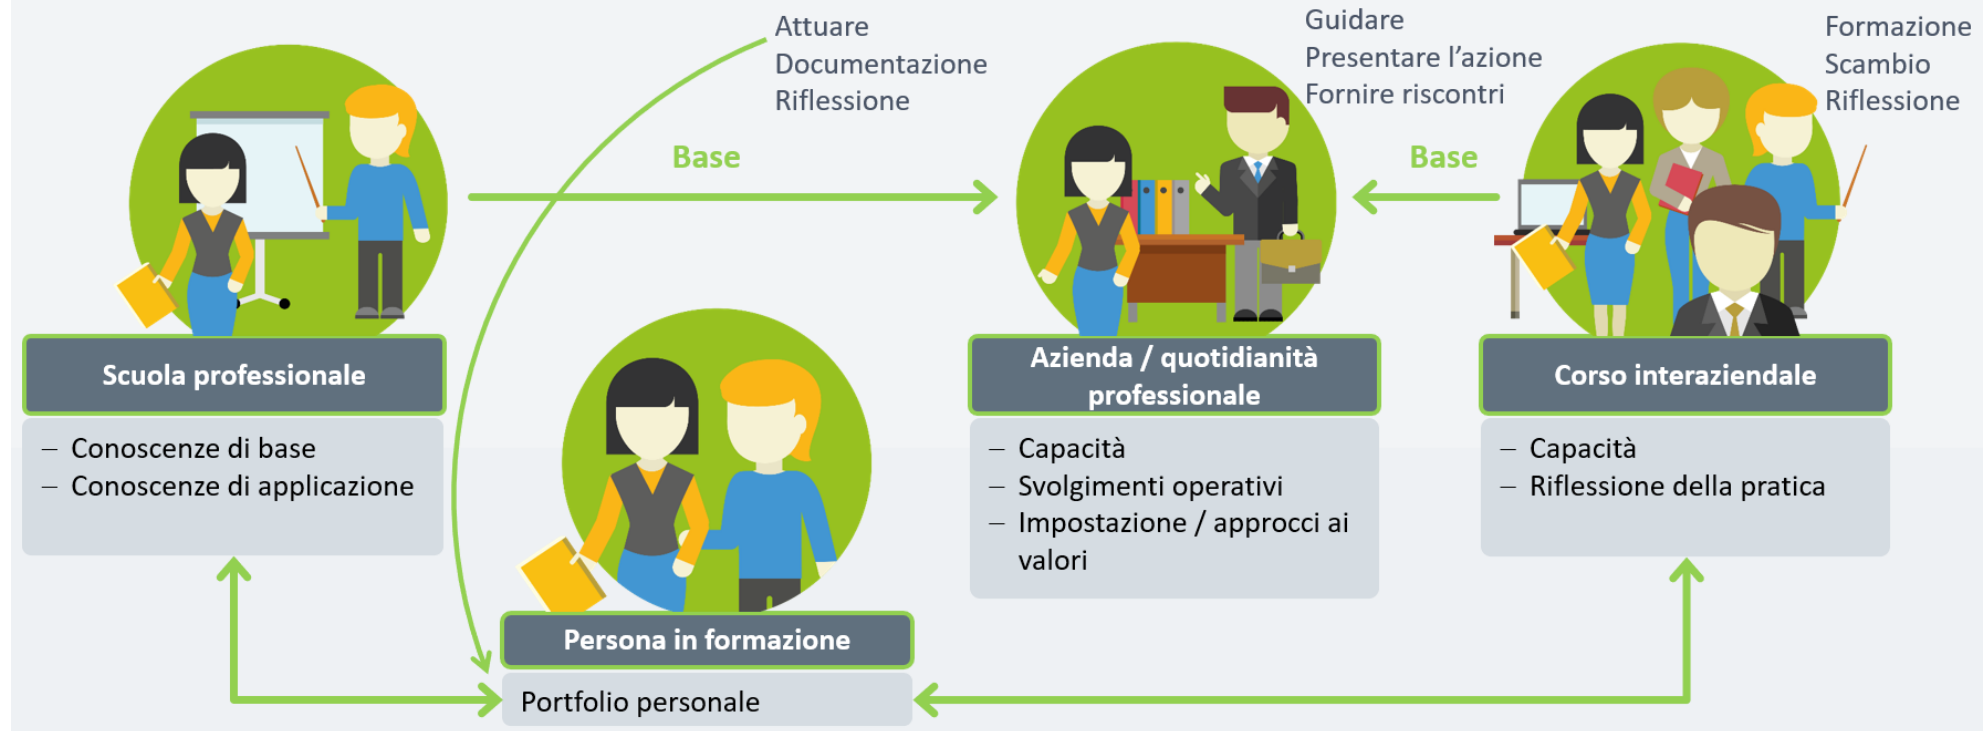 Attuare
Documentazione
Riflessione
Guidare
Presentare l’azione
Fornire riscontri
Formazione
Scambio
Riflessione
Base
Base
Scuola professionale
– Conoscenze di base
– Conoscenze di applicazione
Azienda / quotidianità
professionale
– Capacità
– Svolgimenti operativi
– Impostazione / approcci ai
valori
Corso interaziendale
– Capacità
– Riflessione della pratica
Persona in formazione
Portfolio personale